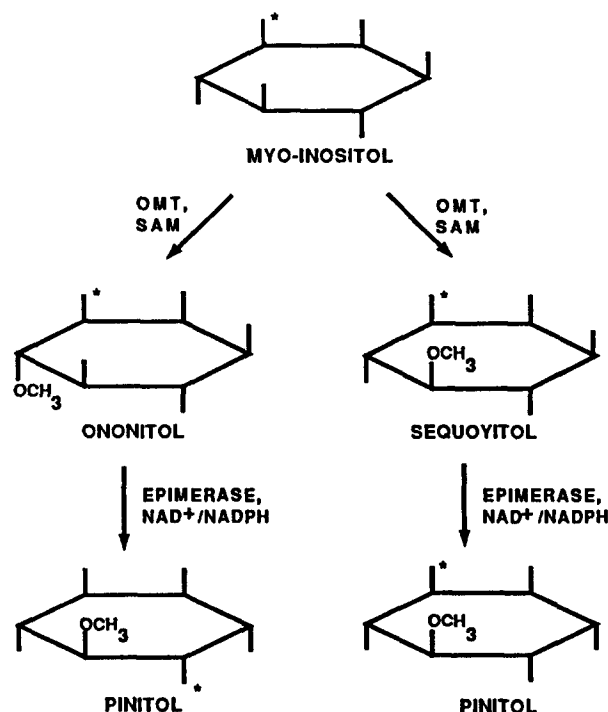 *
MYO-INOSITOL
OMT,
SAM
OMT,
SAM
*
*
OCH3
OCH3
ONONITOL
SEQUOYITOL
EPIMERASE,
NAD+/NADPH
EPIMERASE,
NAD+/NADPH
*
OCH3
OCH3
*
PINITOL
PINITOL